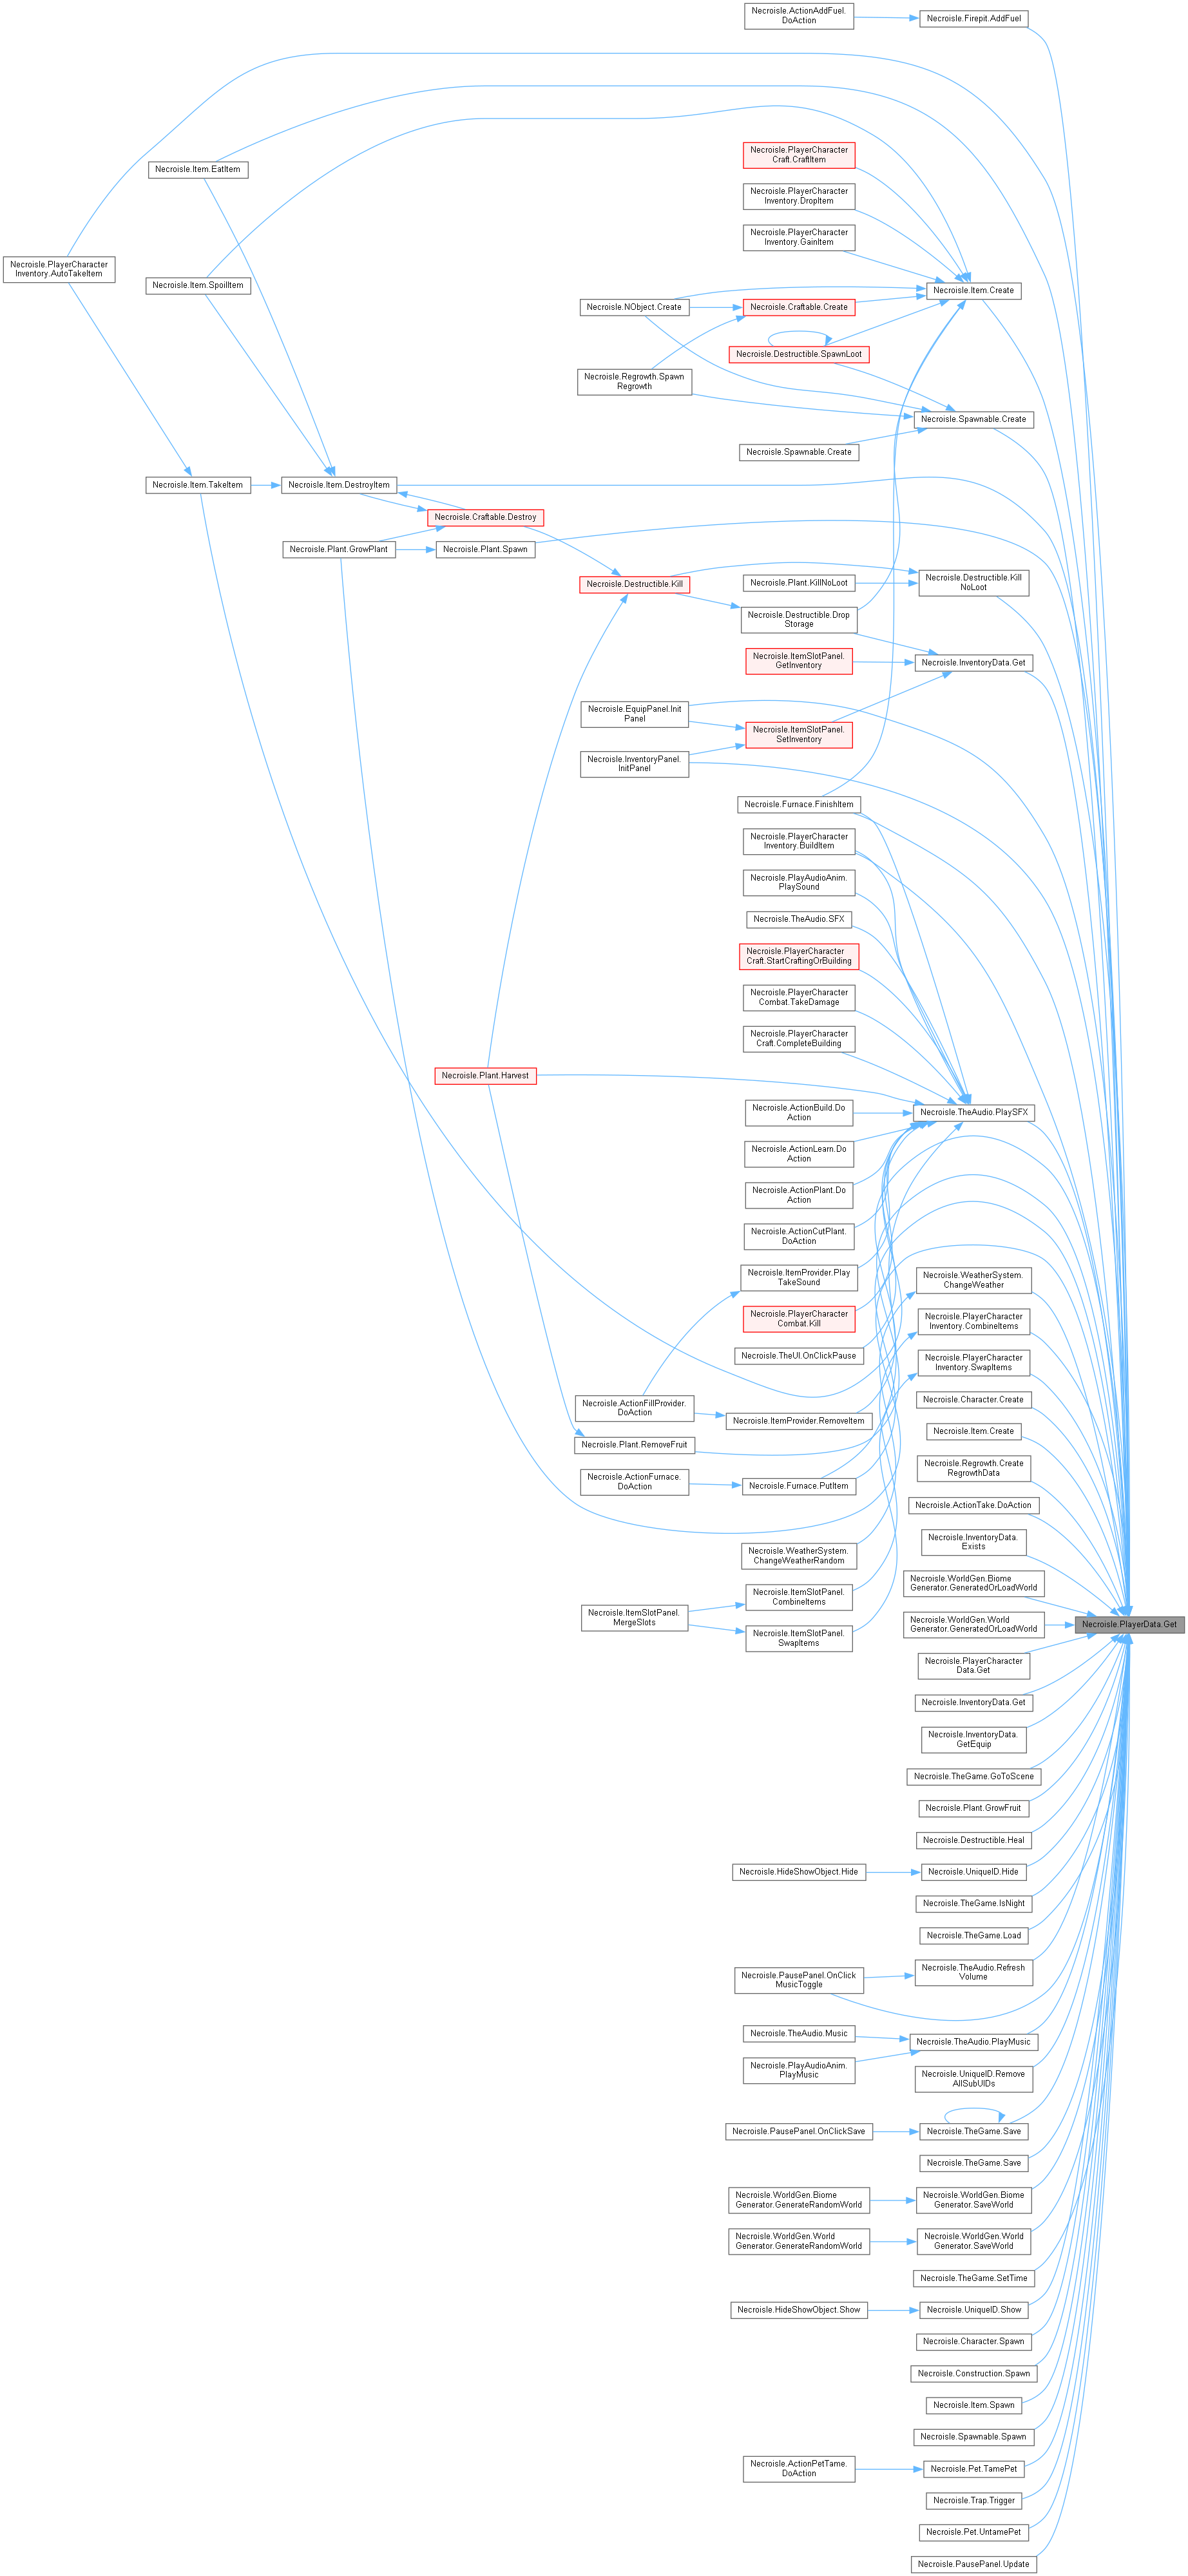 Necroisle.ActionAddFuel.
DoAction
Necroisle.Firepit.AddFuel
Necroisle.PlayerCharacter
Craft.CraftItem
Necroisle.Item.EatItem
Necroisle.PlayerCharacter
Inventory.DropItem
Necroisle.PlayerCharacter
Inventory.GainItem
Necroisle.PlayerCharacter
Inventory.AutoTakeItem
Necroisle.Item.SpoilItem
Necroisle.Item.Create
Necroisle.NObject.Create
Necroisle.Craftable.Create
Necroisle.Destructible.SpawnLoot
Necroisle.Regrowth.Spawn
Regrowth
Necroisle.Spawnable.Create
Necroisle.Spawnable.Create
Necroisle.Item.TakeItem
Necroisle.Item.DestroyItem
Necroisle.Craftable.Destroy
Necroisle.Plant.GrowPlant
Necroisle.Plant.Spawn
Necroisle.Destructible.Kill
Necroisle.Plant.KillNoLoot
Necroisle.Destructible.Kill
NoLoot
Necroisle.Destructible.Drop
Storage
Necroisle.ItemSlotPanel.
GetInventory
Necroisle.InventoryData.Get
Necroisle.EquipPanel.Init
Panel
Necroisle.ItemSlotPanel.
SetInventory
Necroisle.InventoryPanel.
InitPanel
Necroisle.Furnace.FinishItem
Necroisle.PlayerCharacter
Inventory.BuildItem
Necroisle.PlayAudioAnim.
PlaySound
Necroisle.TheAudio.SFX
Necroisle.PlayerCharacter
Craft.StartCraftingOrBuilding
Necroisle.PlayerCharacter
Combat.TakeDamage
Necroisle.PlayerCharacter
Craft.CompleteBuilding
Necroisle.Plant.Harvest
Necroisle.ActionBuild.Do
Action
Necroisle.TheAudio.PlaySFX
Necroisle.ActionLearn.Do
Action
Necroisle.ActionPlant.Do
Action
Necroisle.ActionCutPlant.
DoAction
Necroisle.ItemProvider.Play
TakeSound
Necroisle.WeatherSystem.
ChangeWeather
Necroisle.PlayerCharacter
Combat.Kill
Necroisle.PlayerCharacter
Inventory.CombineItems
Necroisle.TheUI.OnClickPause
Necroisle.PlayerCharacter
Inventory.SwapItems
Necroisle.ActionFillProvider.
DoAction
Necroisle.ItemProvider.RemoveItem
Necroisle.Character.Create
Necroisle.Plant.RemoveFruit
Necroisle.Item.Create
Necroisle.ActionFurnace.
DoAction
Necroisle.Furnace.PutItem
Necroisle.Regrowth.Create
RegrowthData
Necroisle.ActionTake.DoAction
Necroisle.WeatherSystem.
ChangeWeatherRandom
Necroisle.InventoryData.
Exists
Necroisle.ItemSlotPanel.
CombineItems
Necroisle.WorldGen.Biome
Generator.GeneratedOrLoadWorld
Necroisle.ItemSlotPanel.
MergeSlots
Necroisle.ItemSlotPanel.
SwapItems
Necroisle.WorldGen.World
Generator.GeneratedOrLoadWorld
Necroisle.PlayerData.Get
Necroisle.PlayerCharacter
Data.Get
Necroisle.InventoryData.Get
Necroisle.InventoryData.
GetEquip
Necroisle.TheGame.GoToScene
Necroisle.Plant.GrowFruit
Necroisle.Destructible.Heal
Necroisle.HideShowObject.Hide
Necroisle.UniqueID.Hide
Necroisle.TheGame.IsNight
Necroisle.TheGame.Load
Necroisle.PausePanel.OnClick
MusicToggle
Necroisle.TheAudio.Refresh
Volume
Necroisle.TheAudio.Music
Necroisle.TheAudio.PlayMusic
Necroisle.PlayAudioAnim.
PlayMusic
Necroisle.UniqueID.Remove
AllSubUIDs
Necroisle.PausePanel.OnClickSave
Necroisle.TheGame.Save
Necroisle.TheGame.Save
Necroisle.WorldGen.Biome
Generator.GenerateRandomWorld
Necroisle.WorldGen.Biome
Generator.SaveWorld
Necroisle.WorldGen.World
Generator.GenerateRandomWorld
Necroisle.WorldGen.World
Generator.SaveWorld
Necroisle.TheGame.SetTime
Necroisle.HideShowObject.Show
Necroisle.UniqueID.Show
Necroisle.Character.Spawn
Necroisle.Construction.Spawn
Necroisle.Item.Spawn
Necroisle.Spawnable.Spawn
Necroisle.ActionPetTame.
DoAction
Necroisle.Pet.TamePet
Necroisle.Trap.Trigger
Necroisle.Pet.UntamePet
Necroisle.PausePanel.Update